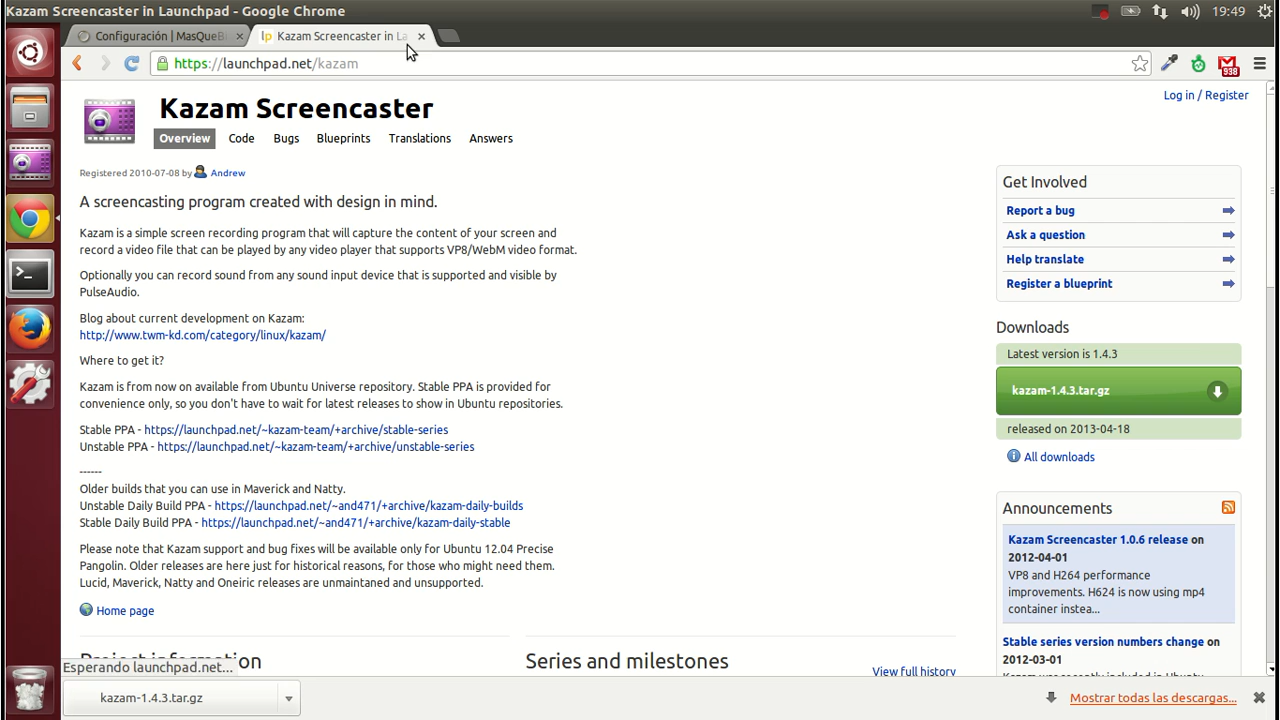 Kazam Screencaster in Launchpad - Google Chrome
19:49
Configuración | MasQueB
lp Kazam Screencaster in La
https://launchpad.net/kazam
938
Log in / Register
Kazam Screencaster
Overview Code Bugs Blueprints Translations Answers
Registered 2010-07-08 by Andrew
A screencasting program created with design in mind.
Kazam is a simple screen recording program that will capture the content of your screen and
record a video file that can be played by any video player that supports VP8/WebM video format.
Optionally you can record sound from any sound input device that is supported and visible by
PulseAudio.
Blog about current development on Kazam:
http://www.twm-kd.com/category/linux/kazam/
Where to get it?
Kazam is from now on available from Ubuntu Universe repository. Stable PPA is provided for
convenience only, so you don't have to wait for latest releases to show in Ubuntu repositories.
Stable PPA - https://launchpad.net/~kazam-team/+archive/stable-series
Unstable PPA - https://launchpad.net/~kazam-team/+archive/unstable-series
------
Older builds that you can use in Maverick and Natty.
Unstable Daily Build PPA - https://launchpad.net/~and471/+archive/kazam-daily-builds
Stable Daily Build PPA - https://launchpad.net/~and471/+archive/kazam-daily-stable
Please note that Kazam support and bug fixes will be available only for Ubuntu 12.04 Precise
Pangolin. Older releases are here just for historical reasons, for those who might need them.
Lucid, Maverick, Natty and Oneiric releases are unmaintaned and unsupported.
Home page
Get Involved
Report a bug
Ask a question
Help translate
Register a blueprint
Downloads
Latest version is 1.4.3
kazam-1.4.3.tar.gz
released on 2013-04-18
All downloads
Announcements
Kazam Screencaster 1.0.6 release on
2012-04-01
VP8 and H264 performance
improvements. H624 is now using mp4
container instea...
Stable series version numbers change on
2012-03-01
Kazam was recently included in Ubuntu
Project information
Series and milestones
View full history
Esperando launchpad.net...
kazam-1.4.3.tar.gz
Mostrar todas las descargas...